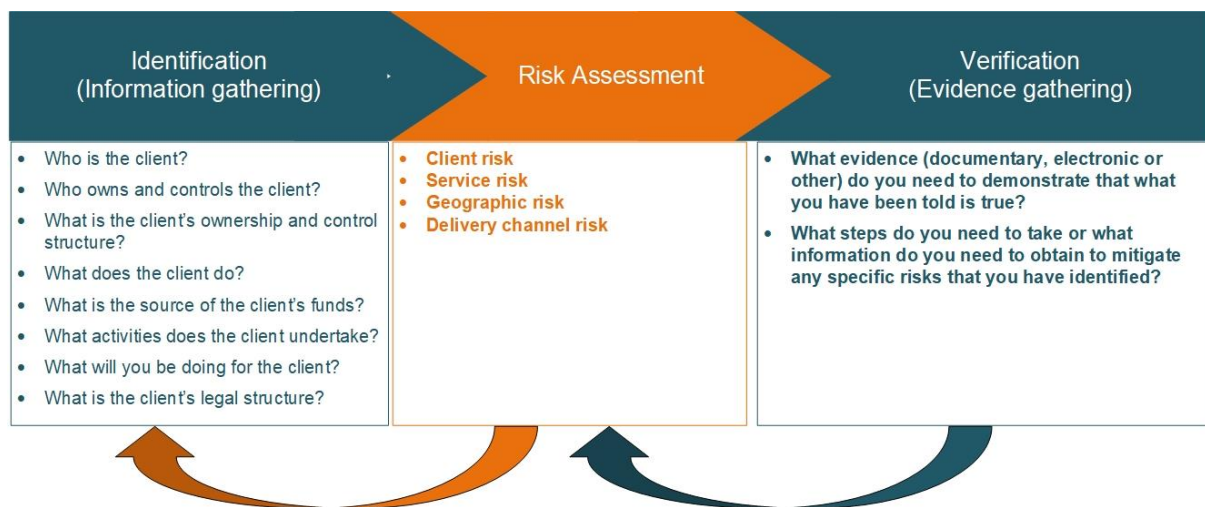 Identification
(Information gathering)
Risk Assessment
Verification
(Evidence gathering)
• Who is the client?
• Who owns and controls the client?
• What is the client’s ownership and control
structure?
• What does the client do?
• What is the source of the client’s funds?
• What activities does the client undertake?
• What will you be doing for the client?
• What is the client’s legal structure?
• Client risk
• Service risk
• Geographic risk
• Delivery channel risk
• What evidence (documentary, electronic or
other) do you need to demonstrate that what
you have been told is true?
• What steps do you need to take or what
information do you need to obtain to mitigate
any specific risks that you have identified?